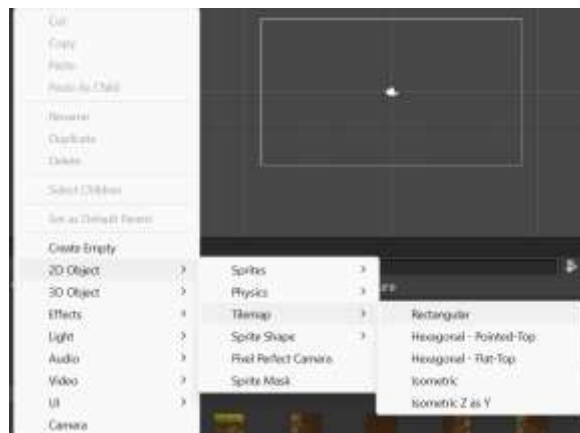 Cut
Copy
Paste
Paste As Child
Rename
Duplicate
Delete
Select Children
Set as Default Parent
Create Empty
2D Object
3D Object
Effects
Light
Audio
Video
UI
Camera
Sprites
Physics
Tilemap
Sprite Shape
Pixel Perfect Camera
Sprite Mask
Rectangular
Hexagonal - Pointed-Top
Hexagonal - Flat-Top
Isometric
Isometric Z as Y